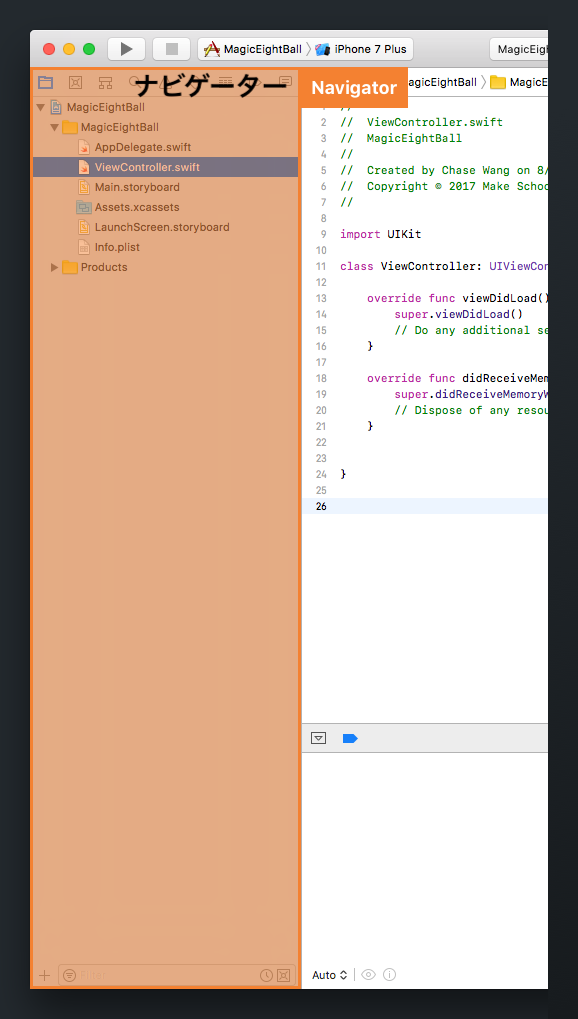 MagicEightBall 〉 iPhone 7 Plus
ナビゲーター
Navigator
MagicEightBall
MagicEightBall
AppDelegate.swift
ViewController.swift
Main.storyboard
Assets.xcassets
LaunchScreen.storyboard
Info.plist
Products
Filter
MagicEigh
agicEightBall 〉 MagicE
1 //
2 //  ViewController.swift
3 //  MagicEightBall
4 //
5 //  Created by Chase Wang on 8/
6 //  Copyright © 2017 Make Schoo
7 //
8
9 import UIKit
10
11 class ViewController: UIViewCon
12
13     override func viewDidLoad()
14         super.viewDidLoad()
15         // Do any additional se
16     }
17
18     override func didReceiveMem
19         super.didReceiveMemoryW
20         // Dispose of any resou
21     }
22
23
24 }
25
26
Auto